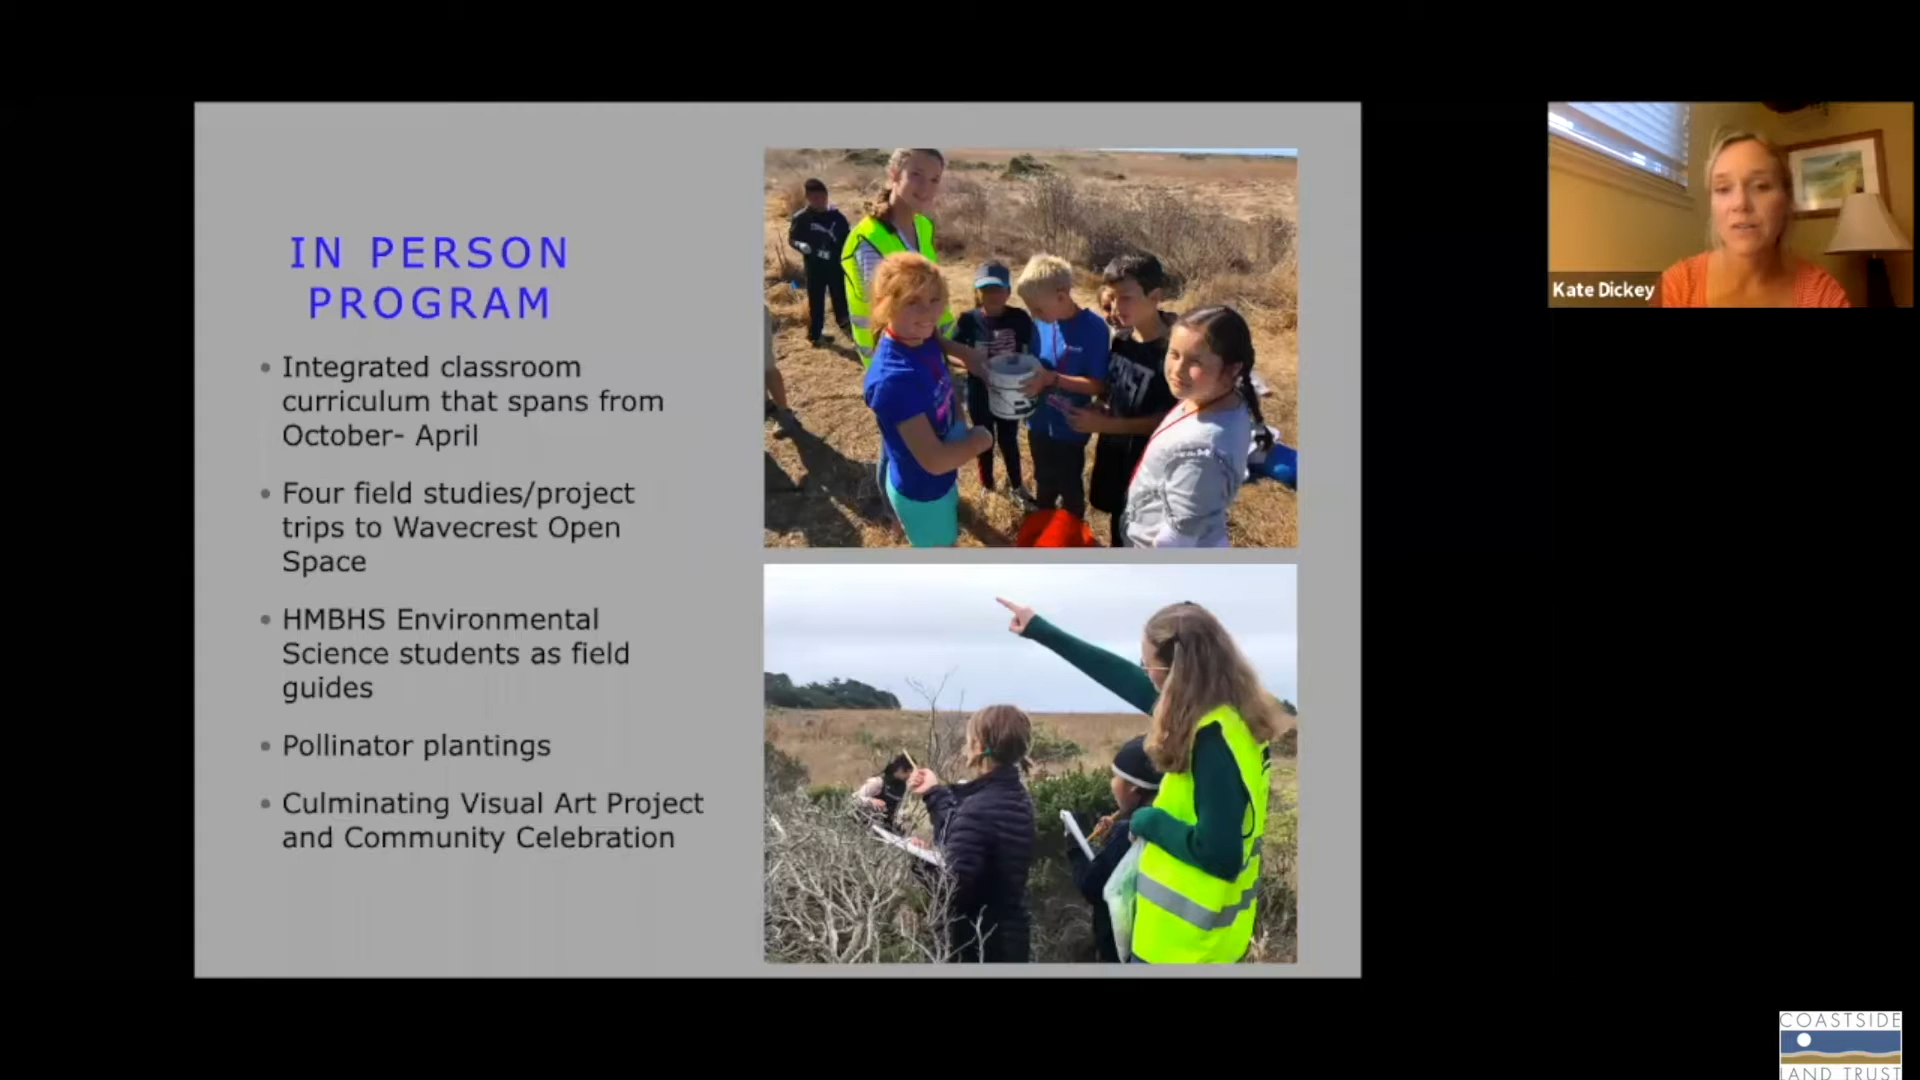 IN PERSON
PROGRAM
• Integrated classroom
curriculum that spans from
October- April
• Four field studies/project
trips to Wavecrest Open
Space
• HMBHS Environmental
Science students as field
guides
• Pollinator plantings
• Culminating Visual Art Project
and Community Celebration
Kate Dickey
COASTSIDE
LAND TRUST